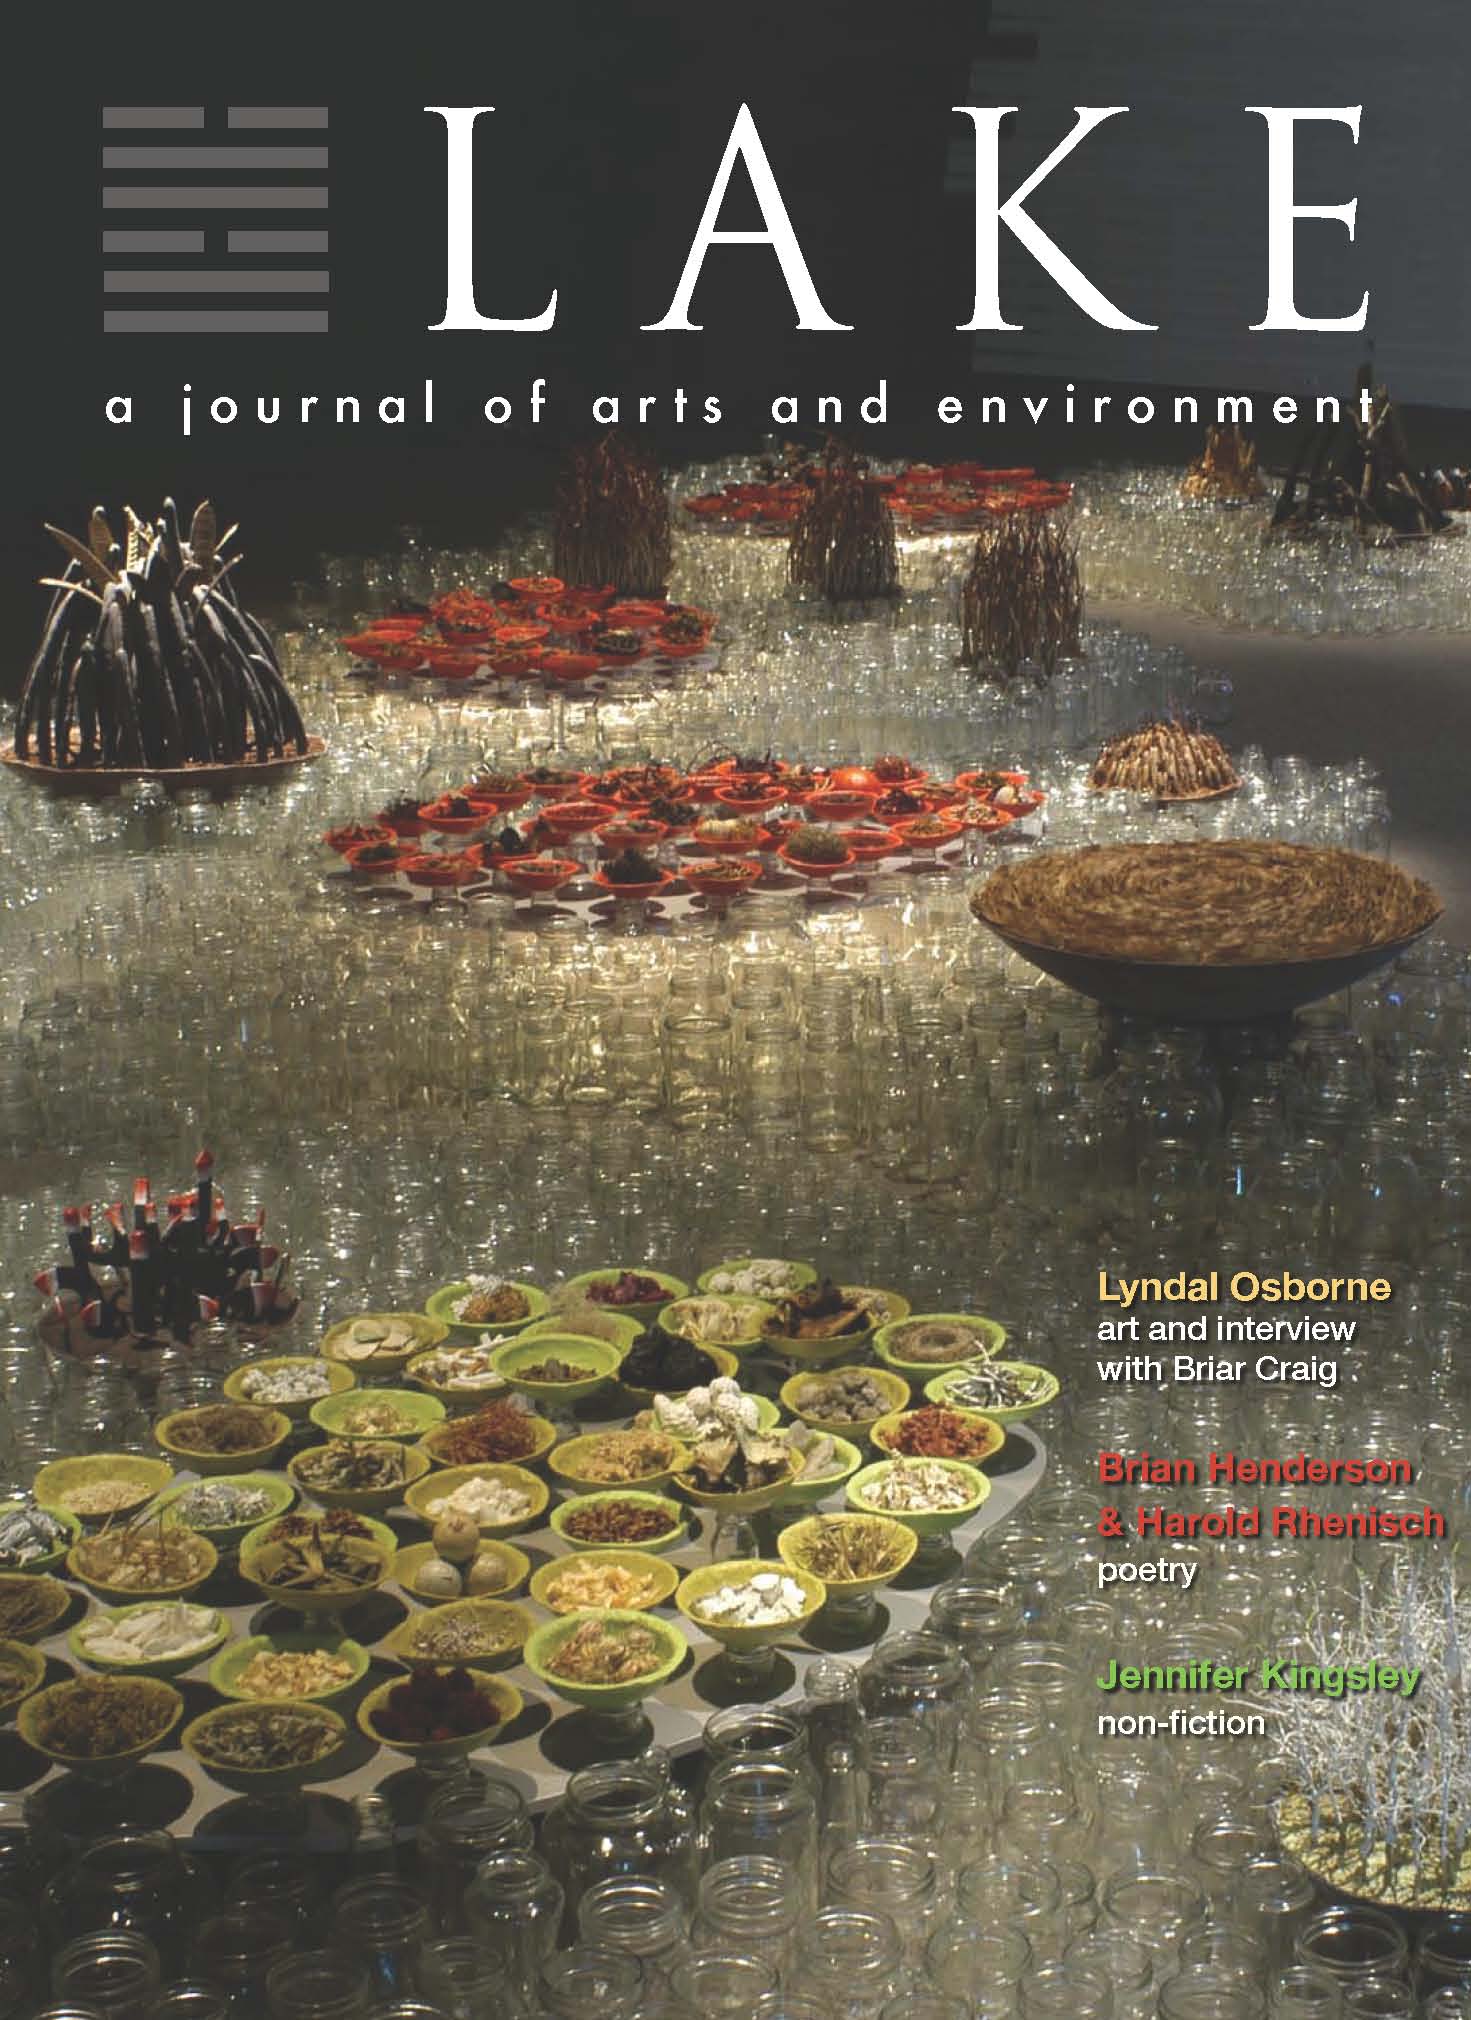 LAKE
a journal of arts and environment
Lyndal Osborne
art and interview
with Briar Craig
Brian Henderson
& Harold Rhenisch
poetry
Jennifer Kingsley
non-fiction